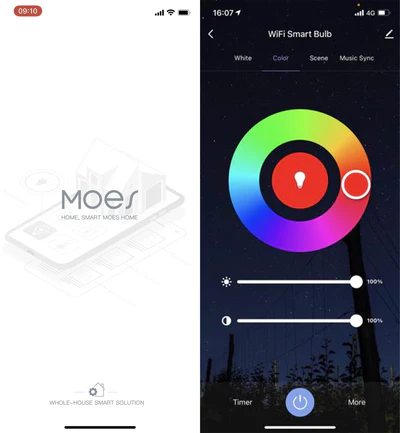 09:10
MOES
HOME, SMART MOES HOME
WHOLE-HOUSE SMART SOLUTION
16:07
4G
WiFi Smart Bulb
White
Color
Scene
Music Sync
100%
100%
Timer
More